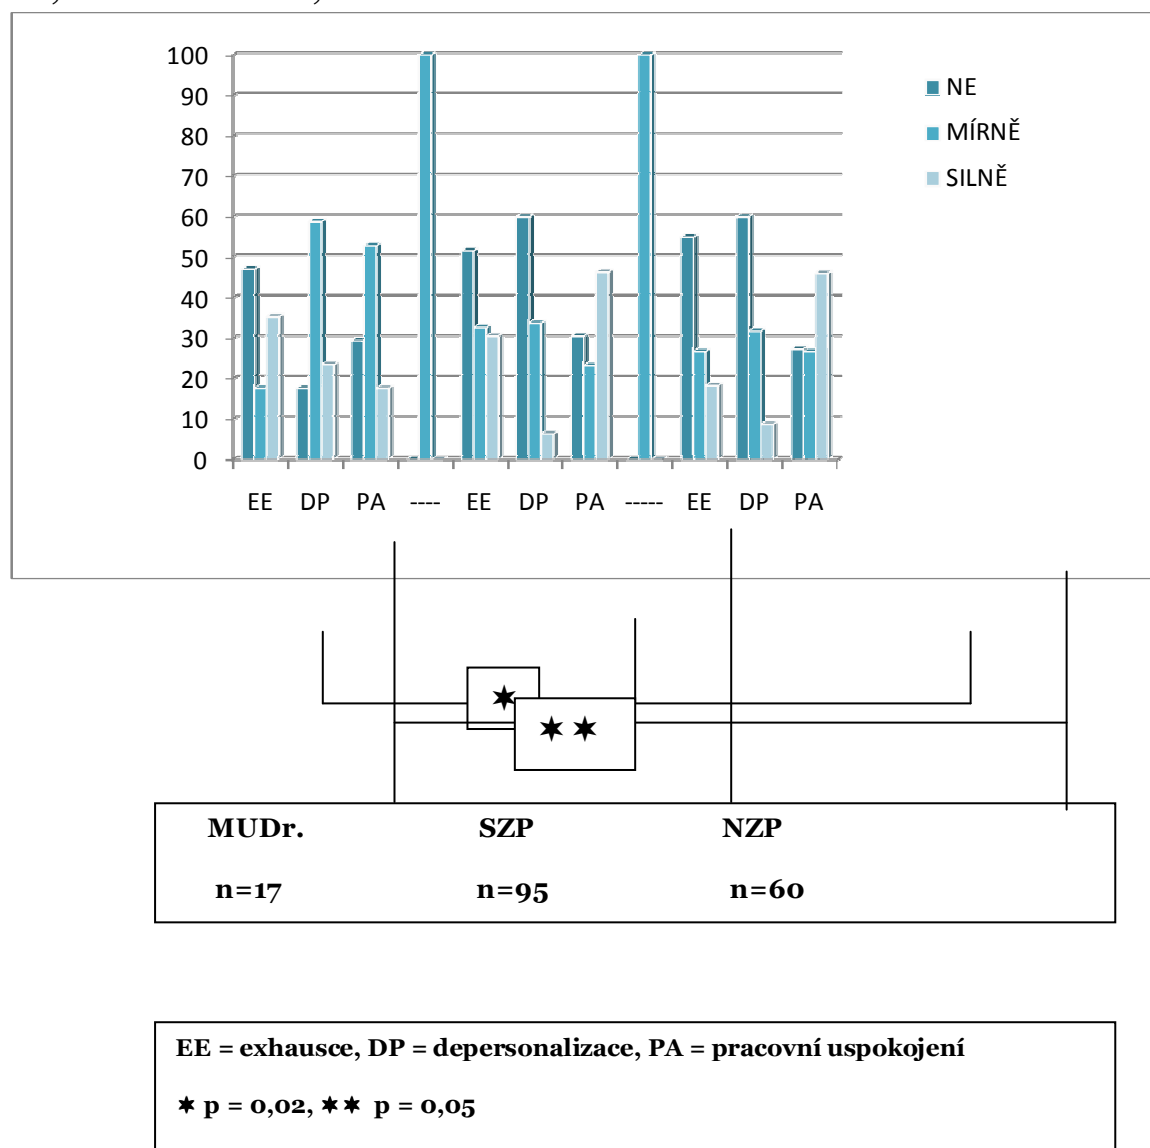 100
90
80
70
60
50
40
30
20
10
0
NE
MÍRNĚ
SILNĚ
EE DP PA ---- EE DP PA ----- EE DP PA
★
★ ★
MUDr. SZP NZP
n=17 n=95 n=60
EE = exhausce, DP = depersonalizace, PA = pracovní uspokojení
★ p = 0,02, ★★ p = 0,05